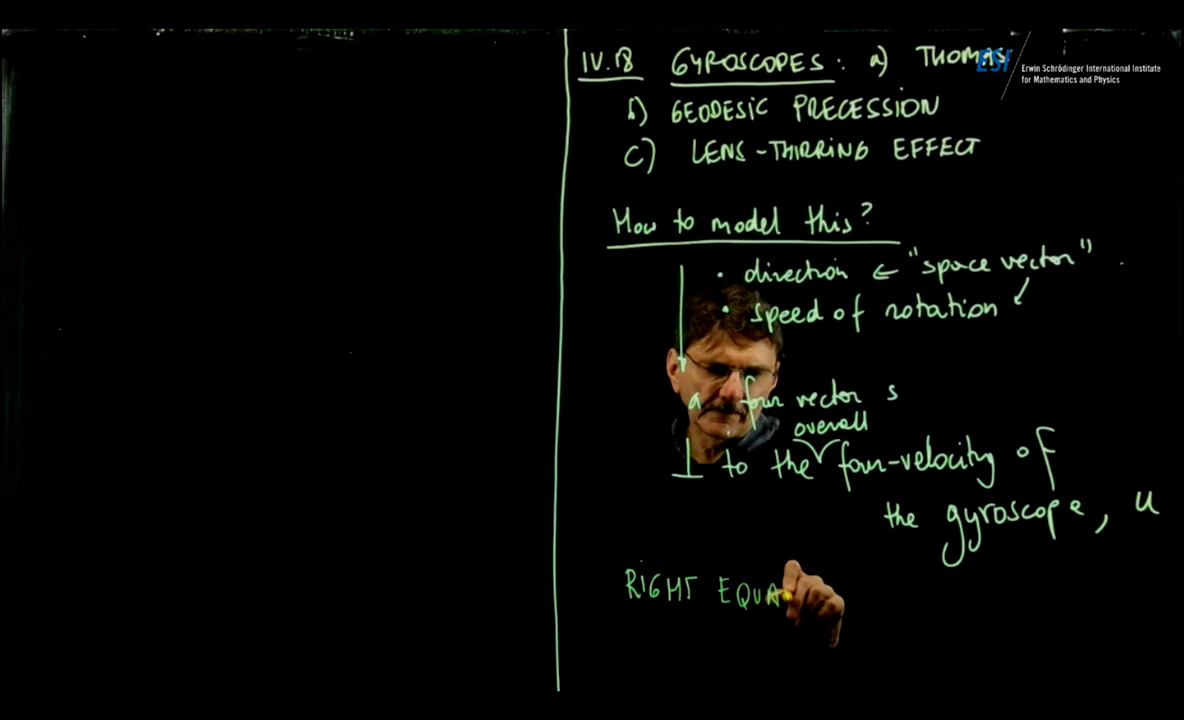 IV.18 GYROSCOPES: a) THOMAS
b) GEODESIC PRECESSION
c) LENS-THIRRING EFFECT
How to model this?
• direction ← "space vector"
• speed of rotation
a four vector s
overall
⊥ to the four-velocity of
the gyroscope, u
RIGHT EQUA
ESI
Erwin Schrödinger International Institute
for Mathematics and Physics